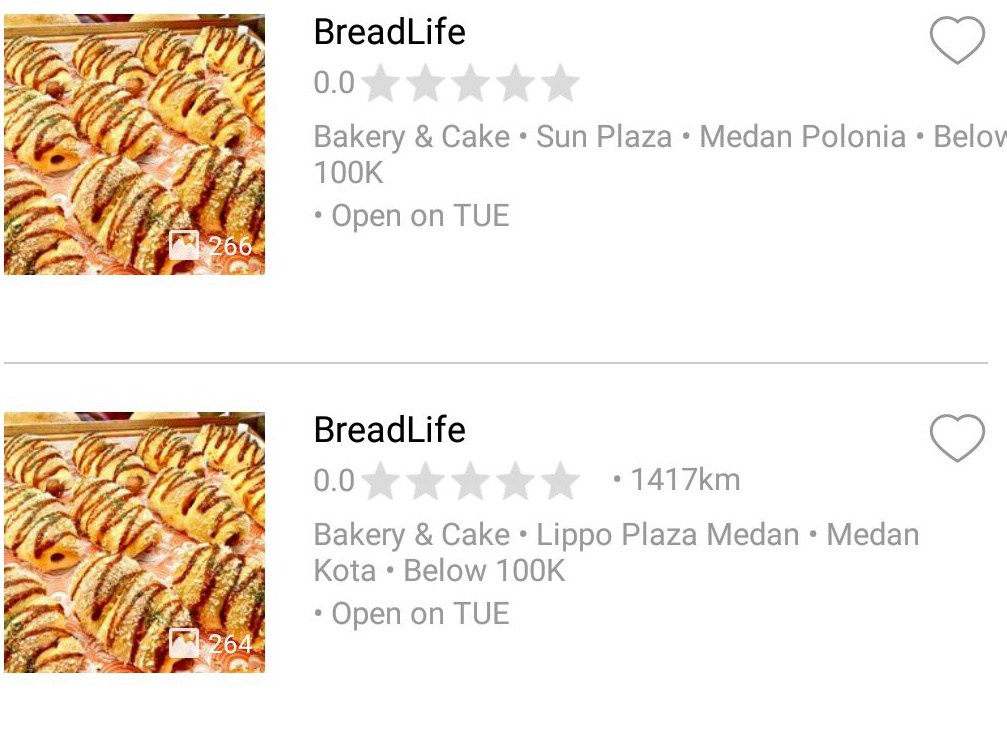 BreadLife
0.0
Bakery & Cake • Sun Plaza • Medan Polonia • Below
100K
• Open on TUE
266
BreadLife
0.0 • 1417km
Bakery & Cake • Lippo Plaza Medan • Medan
Kota • Below 100K
• Open on TUE
264